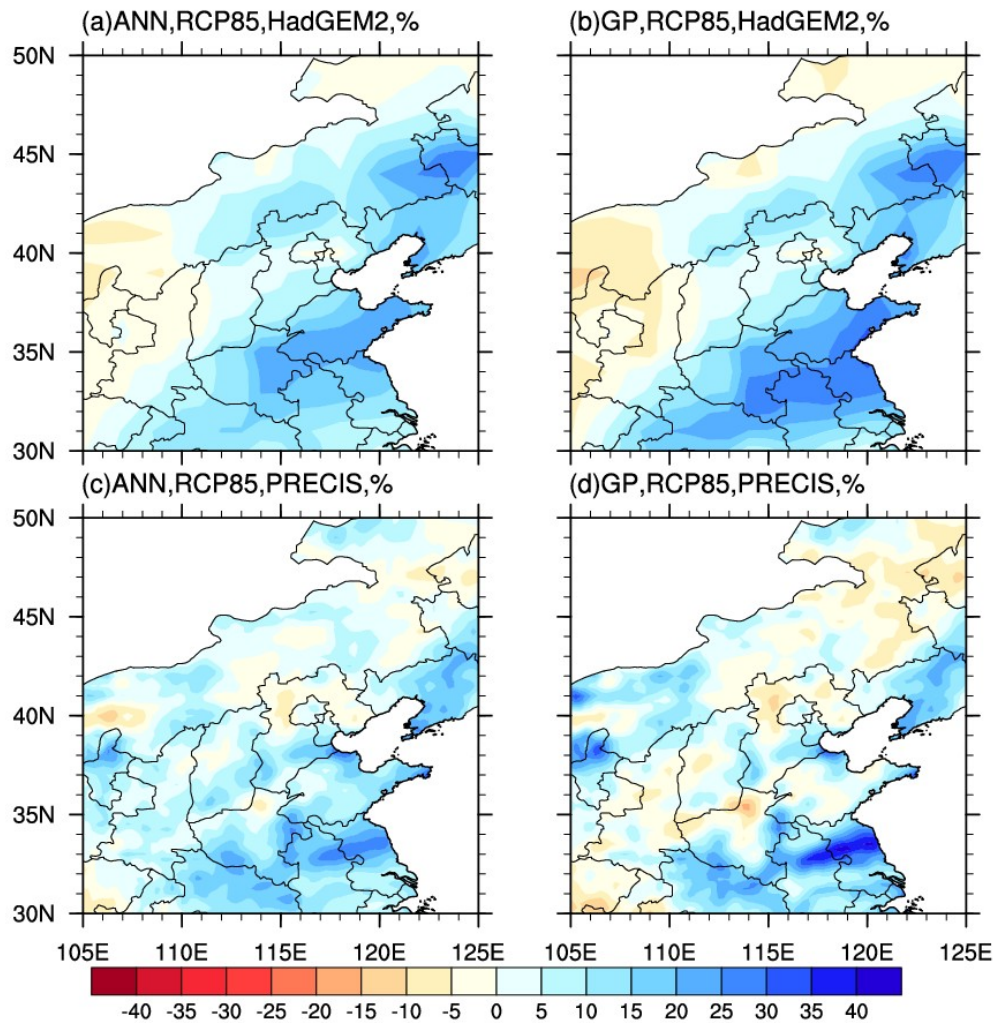 (a)ANN,RCP85,HadGEM2,% (b)GP,RCP85,HadGEM2,%
50N
45N
40N
35N
30N
(c)ANN,RCP85,PRECIS,% (d)GP,RCP85,PRECIS,%
50N
45N
40N
35N
30N
105E 110E 115E 120E 125E 105E 110E 115E 120E 125E
-40 -35 -30 -25 -20 -15 -10 -5 0 5 10 15 20 25 30 35 40